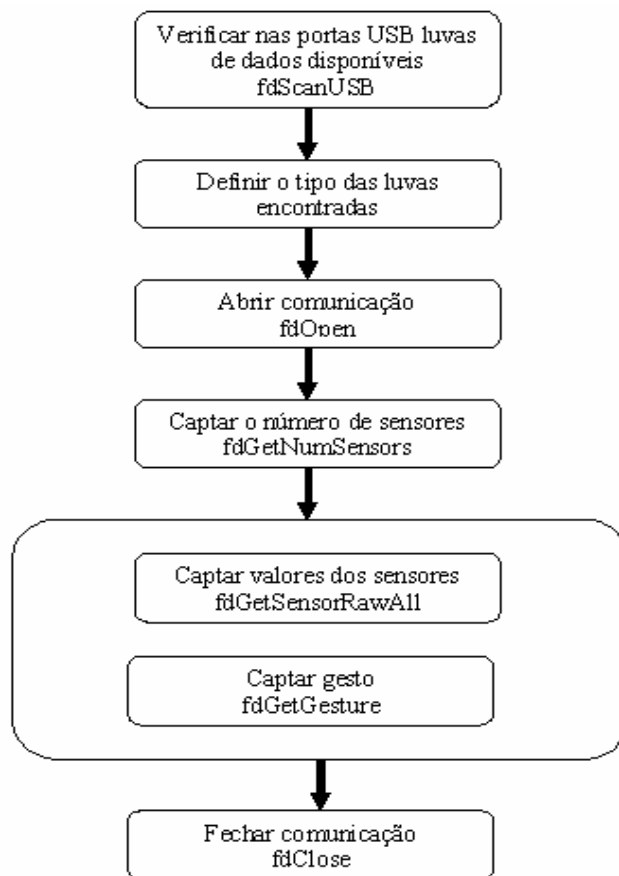 Verificar nas portas USB luvas
de dados disponíveis
fdScanUSB
Definir o tipo das luvas
encontradas
Abrir comunicação
fdOpen
Captar o número de sensores
fdGetNumSensors
Captar valores dos sensores
fdGetSensorRawAll
Captar gesto
fdGetGesture
Fechar comunicação
fdClose